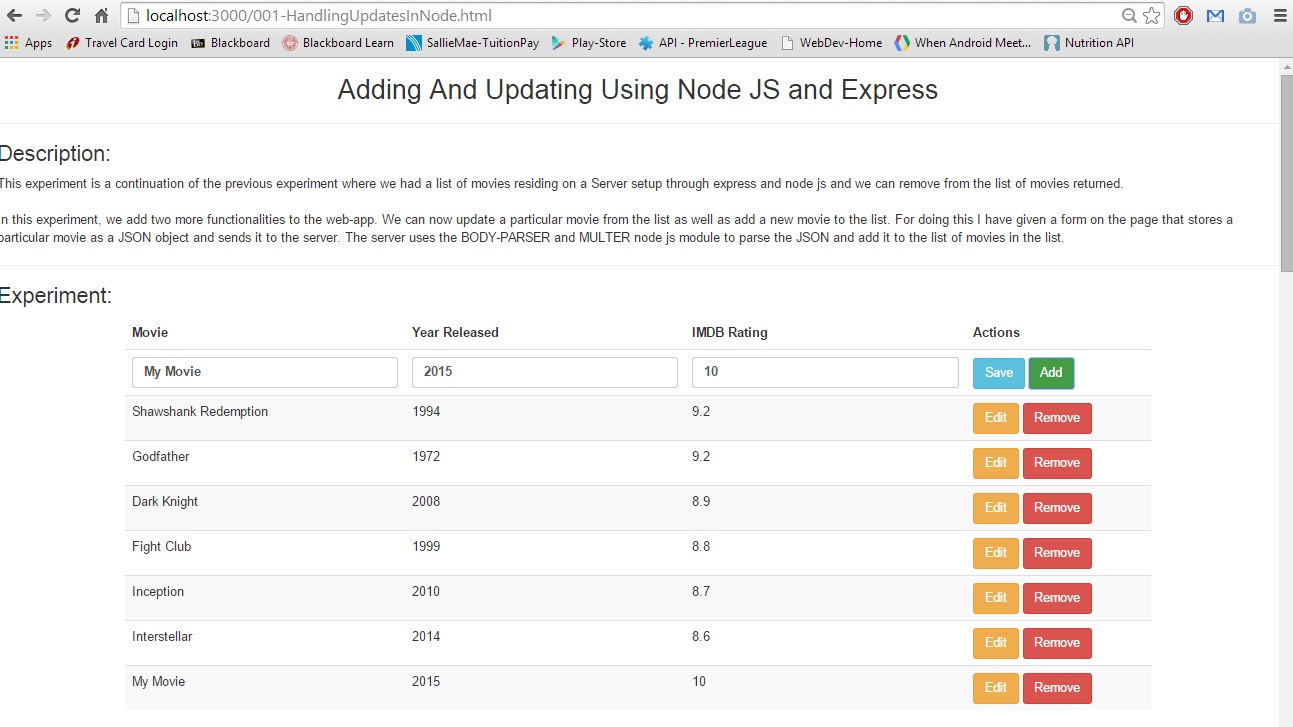 localhost:3000/001-HandlingUpdatesInNode.html
Apps Travel Card Login Bb Blackboard Blackboard Learn SallieMae-TuitionPay Play-Store API - PremierLeague WebDev-Home When Android Meet... Nutrition API
Adding And Updating Using Node JS and Express
Description:
This experiment is a continuation of the previous experiment where we had a list of movies residing on a Server setup through express and node js and we can remove from the list of movies returned.
n this experiment, we add two more functionalities to the web-app. We can now update a particular movie from the list as well as add a new movie to the list. For doing this I have given a form on the page that stores a
particular movie as a JSON object and sends it to the server. The server uses the BODY-PARSER and MULTER node js module to parse the JSON and add it to the list of movies in the list.
Experiment:
Movie Year Released IMDB Rating Actions
My Movie 2015 10 Save Add
Shawshank Redemption 1994 9.2 Edit Remove
Godfather 1972 9.2 Edit Remove
Dark Knight 2008 8.9 Edit Remove
Fight Club 1999 8.8 Edit Remove
Inception 2010 8.7 Edit Remove
Interstellar 2014 8.6 Edit Remove
My Movie 2015 10 Edit Remove